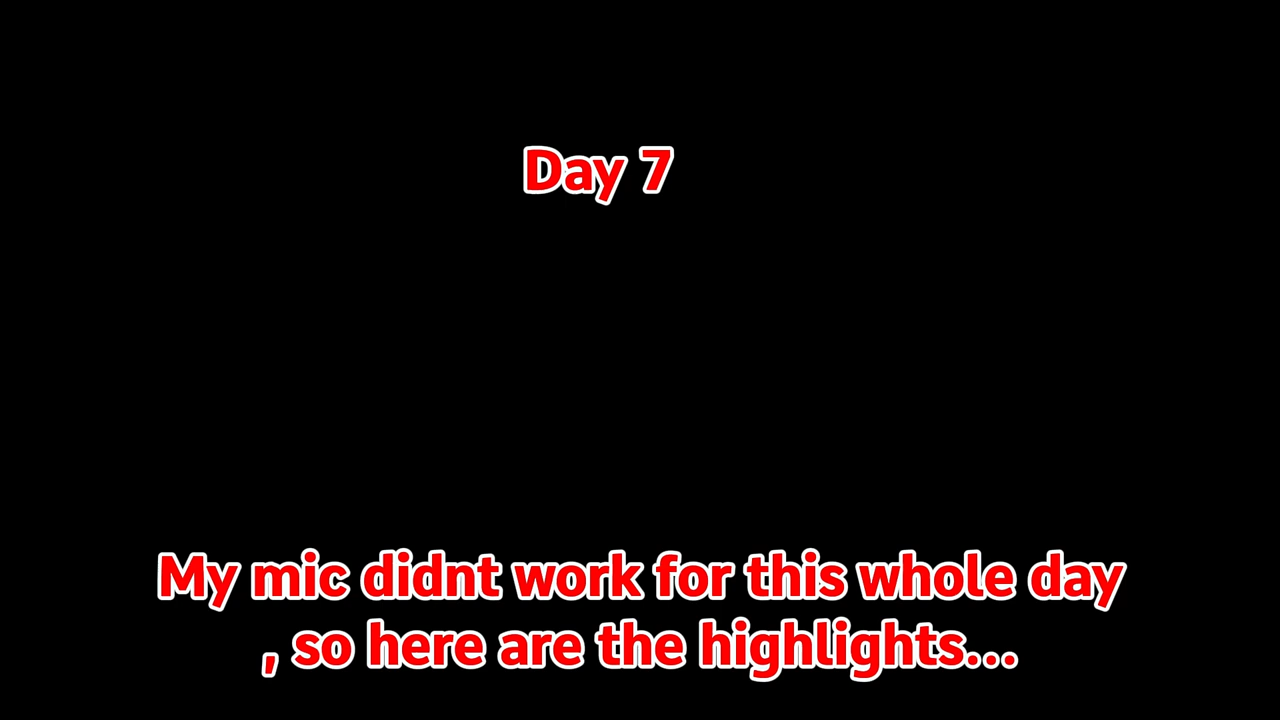 Day 7
My mic didnt work for this whole day
, so here are the highlights...